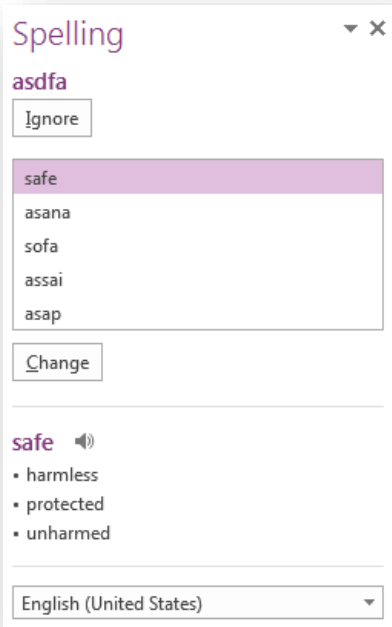 Spelling
asdfa
Ignore
safe
asana
sofa
assai
asap
Change
safe
• harmless
• protected
• unharmed
English (United States)